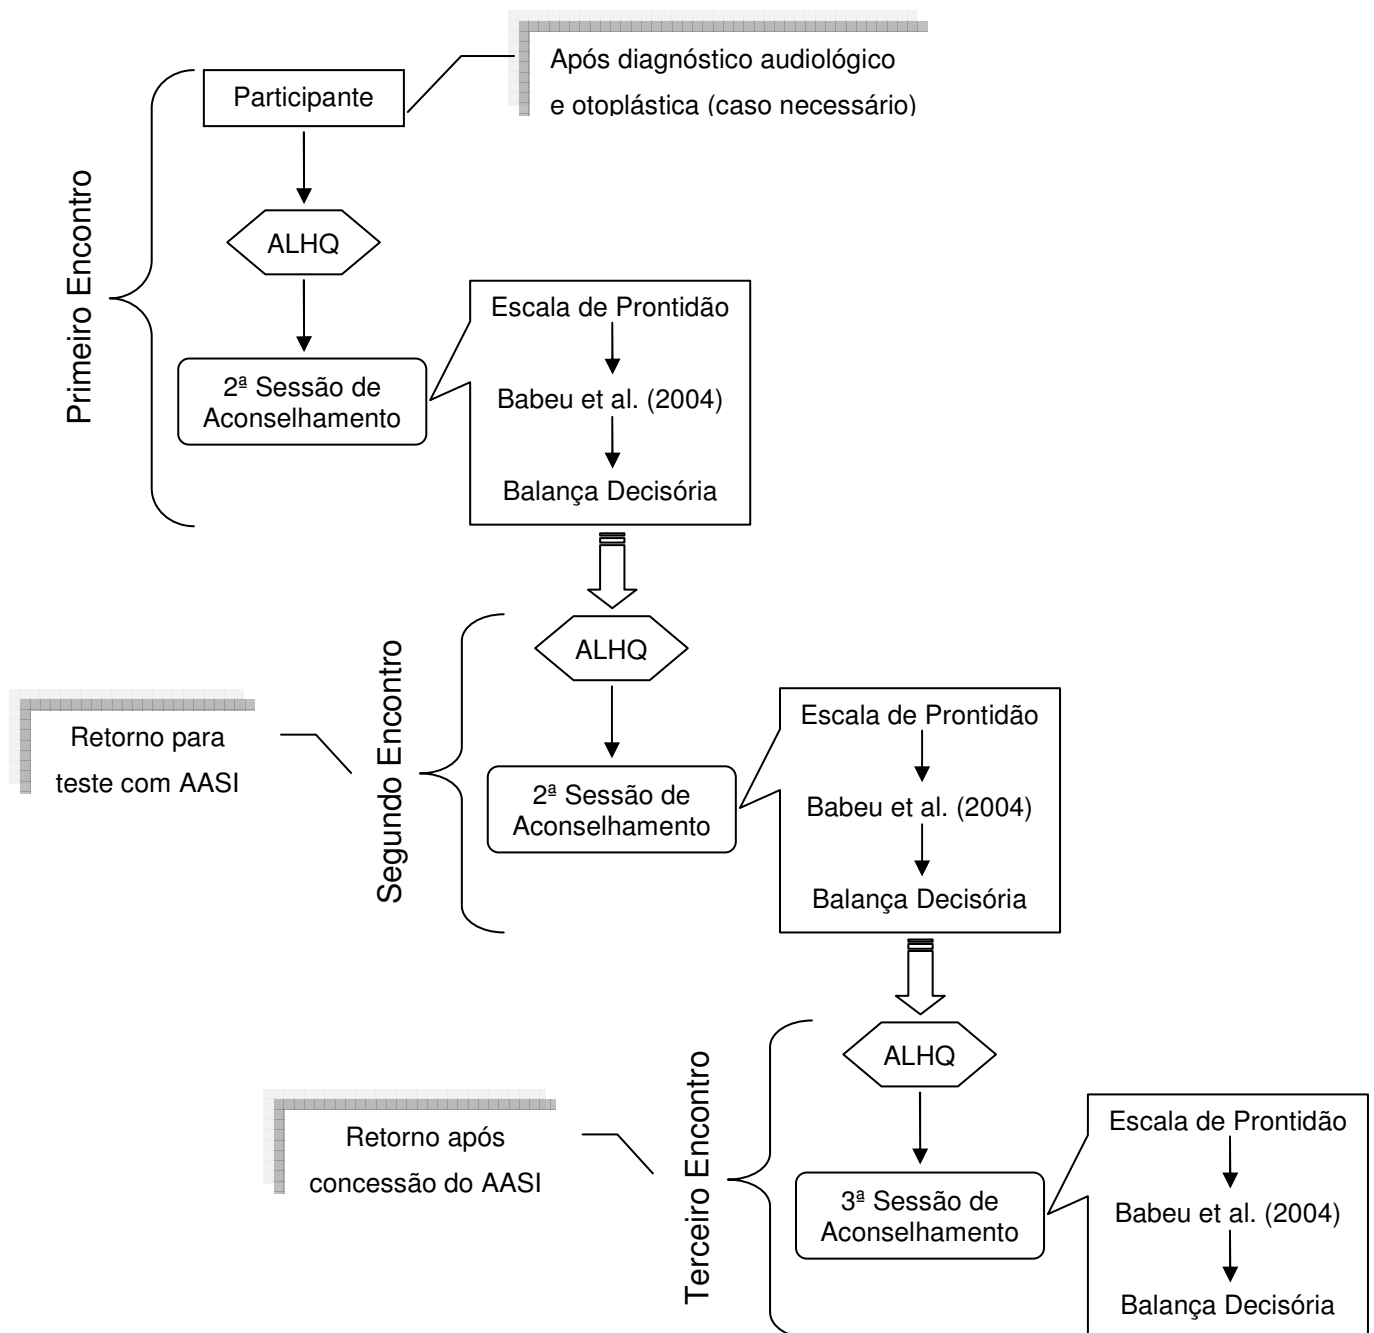 Participante
Após diagnóstico audiológico
e otoplástica (caso necessário)
Primeiro Encontro
ALHQ
2ª Sessão de
Aconselhamento
Escala de Prontidão
Babeu et al. (2004)
Balança Decisória
Retorno para
teste com AASI
Segundo Encontro
ALHQ
2ª Sessão de
Aconselhamento
Escala de Prontidão
Babeu et al. (2004)
Balança Decisória
Retorno após
concessão do AASI
Terceiro Encontro
ALHQ
3ª Sessão de
Aconselhamento
Escala de Prontidão
Babeu et al. (2004)
Balança Decisória